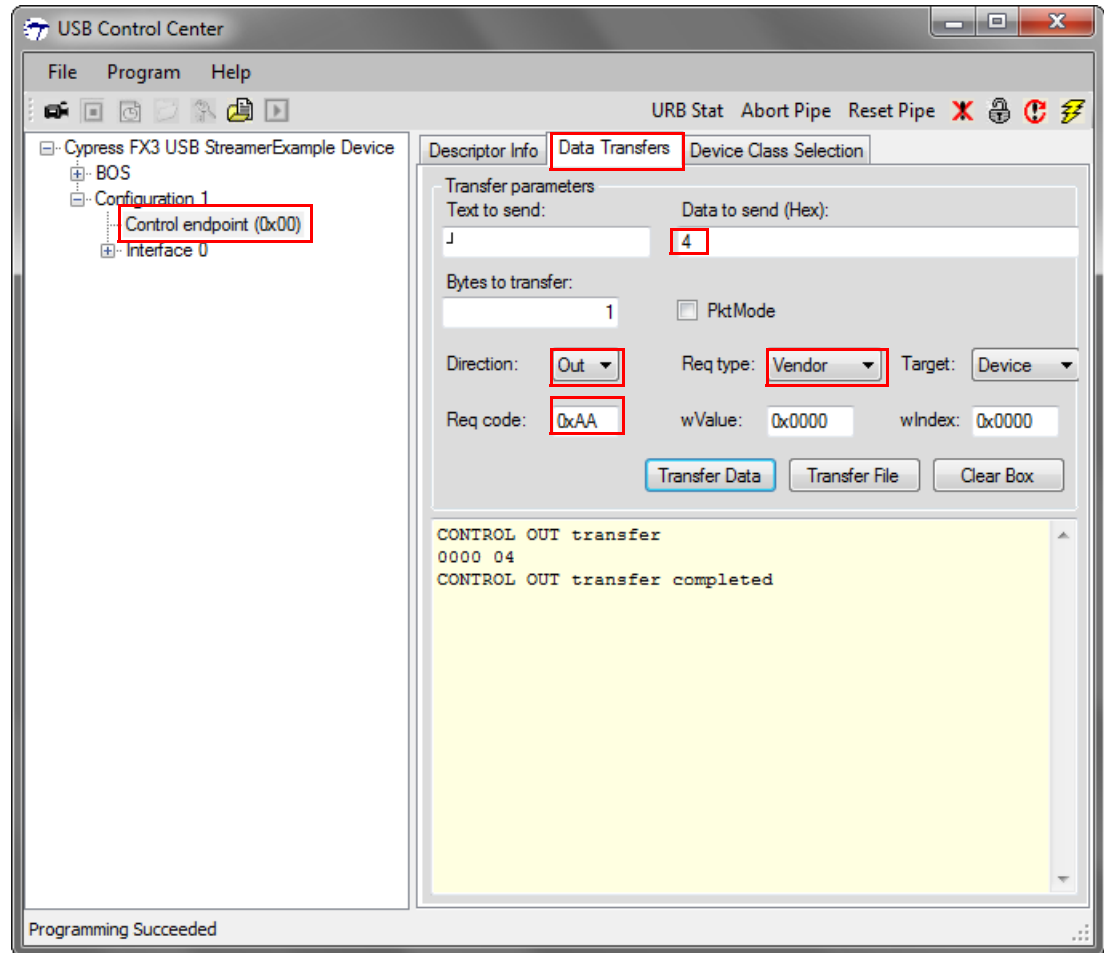 USB Control Center
File Program Help
URB Stat Abort Pipe Reset Pipe
Cypress FX3 USB StreamerExample Device
BOS
Configuration 1
Control endpoint (0x00)
Interface 0
Descriptor Info Data Transfers Device Class Selection
Transfer parameters
Text to send: Data to send (Hex):
┘ 4
Bytes to transfer:
1 PktMode
Direction: Out Req type: Vendor Target: Device
Req code: 0xAA wValue: 0x0000 wIndex: 0x0000
Transfer Data Transfer File Clear Box
CONTROL OUT transfer
0000 04
CONTROL OUT transfer completed
Programming Succeeded